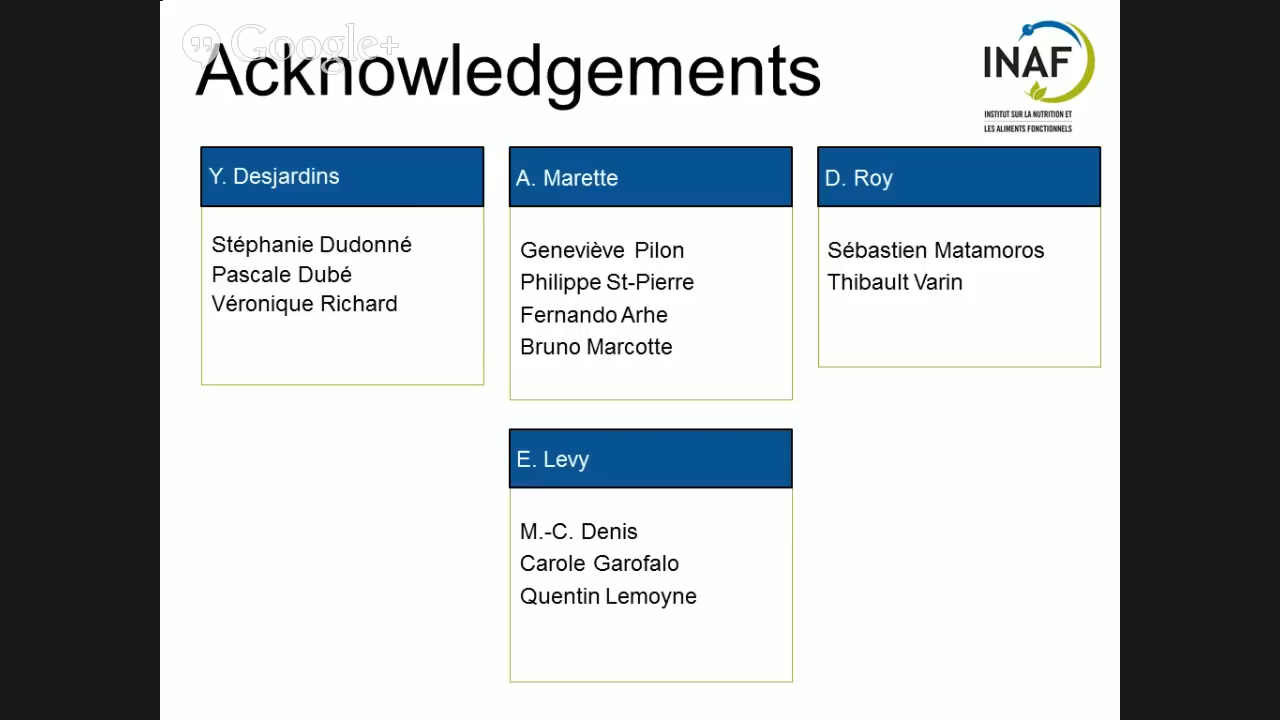 Google+
Acknowledgements
INAF
INSTITUT SUR LA NUTRITION ET
LES ALIMENTS FONCTIONNELS
Y. Desjardins
Stéphanie Dudonné
Pascale Dubé
Véronique Richard
A. Marette
Geneviève Pilon
Philippe St-Pierre
Fernando Arhe
Bruno Marcotte
D. Roy
Sébastien Matamoros
Thibault Varin
E. Levy
M.-C. Denis
Carole Garofalo
Quentin Lemoyne